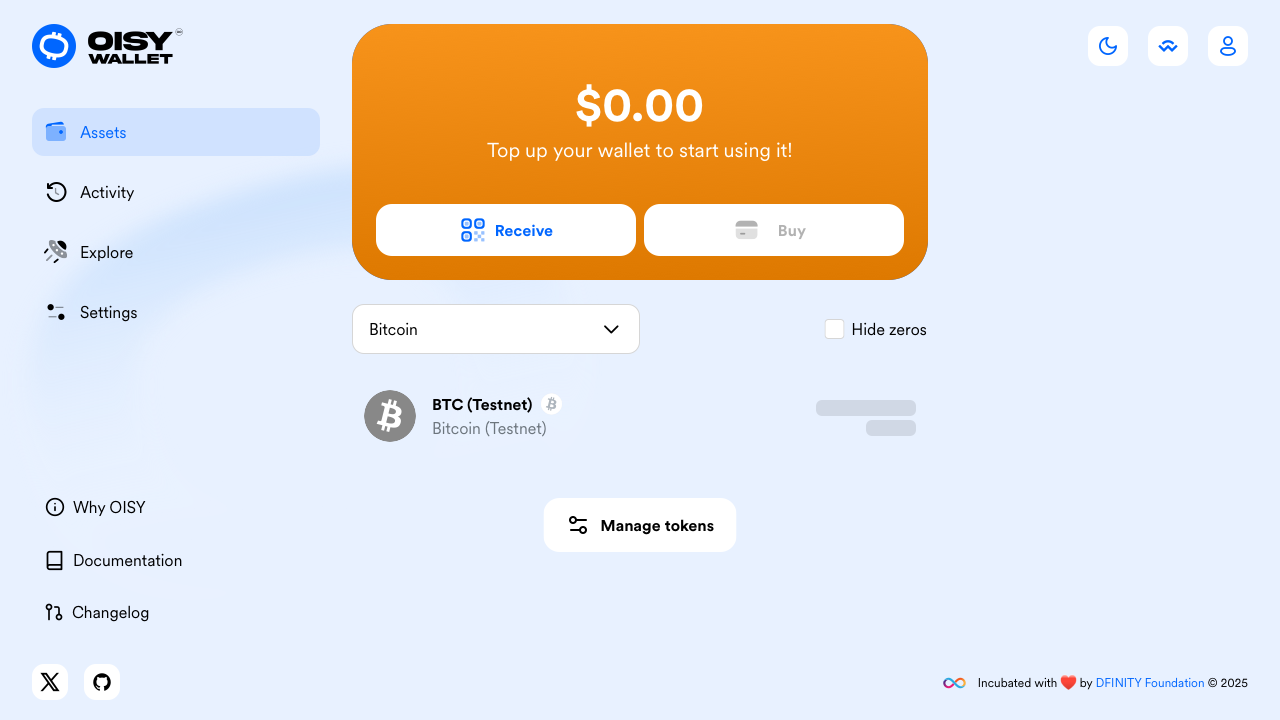 OISY
WALLET
Assets
Activity
Explore
Settings
Why OISY
Documentation
Changelog
$0.00
Top up your wallet to start using it!
Receive
Buy
Bitcoin
Hide zeros
BTC (Testnet)
Bitcoin (Testnet)
Manage tokens
Incubated with ❤️ by DFINITY Foundation © 2025